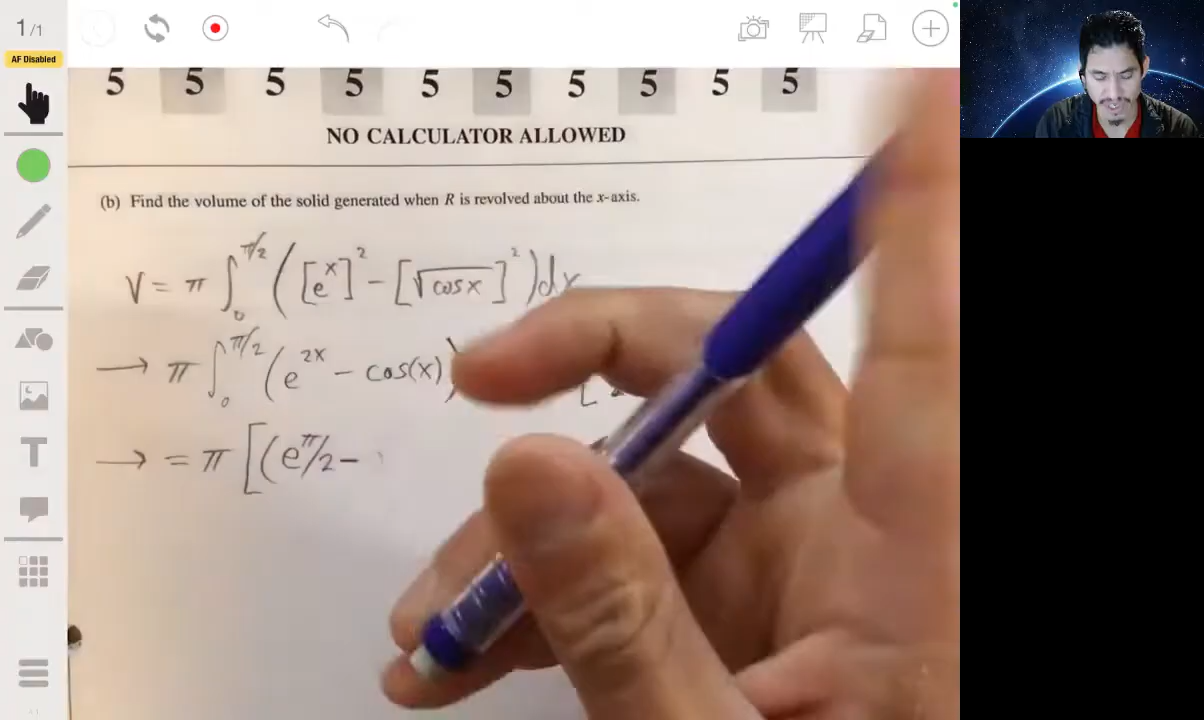 1/1
AF Disabled
5 5 5 5 5 5 5 5 5 5
NO CALCULATOR ALLOWED
(b) Find the volume of the solid generated when R is revolved about the x-axis.
V = π ∫₀^π/2 ([eˣ]² - [√cosx]²)dx
→ π ∫₀^π/2 (e^2x - cos(x))
→ = π [(e^π/2 -
T